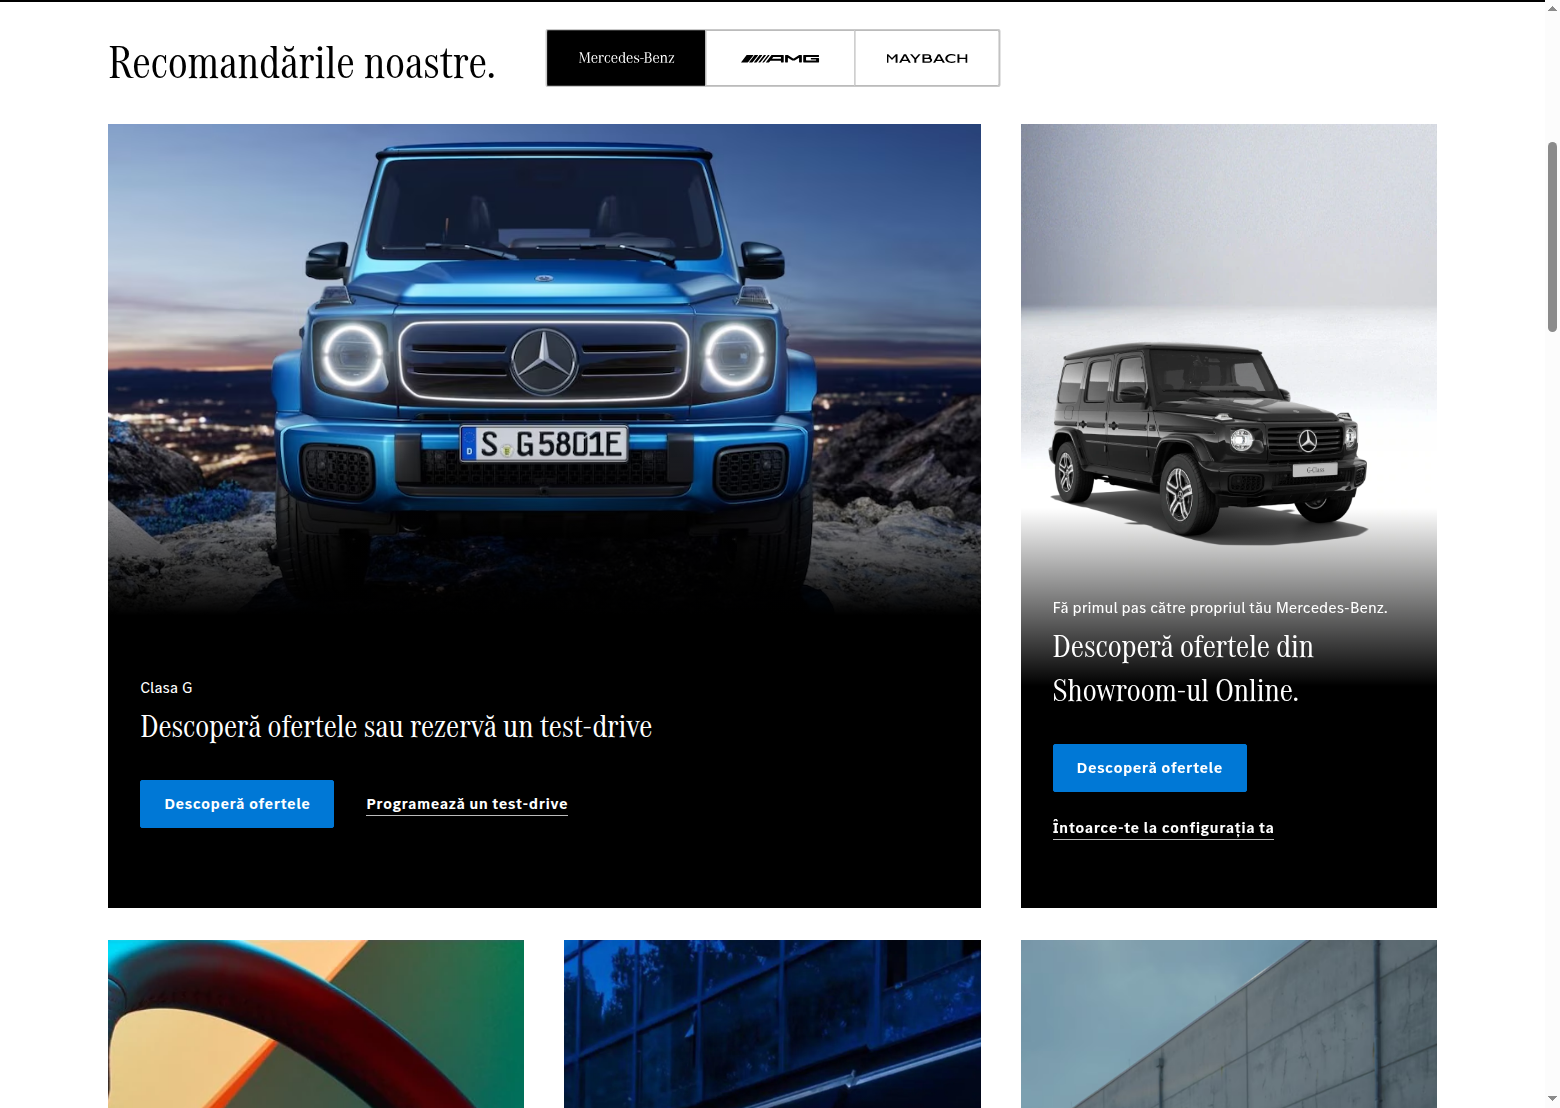 Recomandările noastre.
Mercedes-Benz
AMG
MAYBACH
S G 5801E
D
G-Class
Clasa G
Descoperă ofertele sau rezervă un test-drive
Descoperă ofertele
Programează un test-drive
Fă primul pas către propriul tău Mercedes-Benz.
Descoperă ofertele din
Showroom-ul Online.
Descoperă ofertele
Întoarce-te la configurația ta